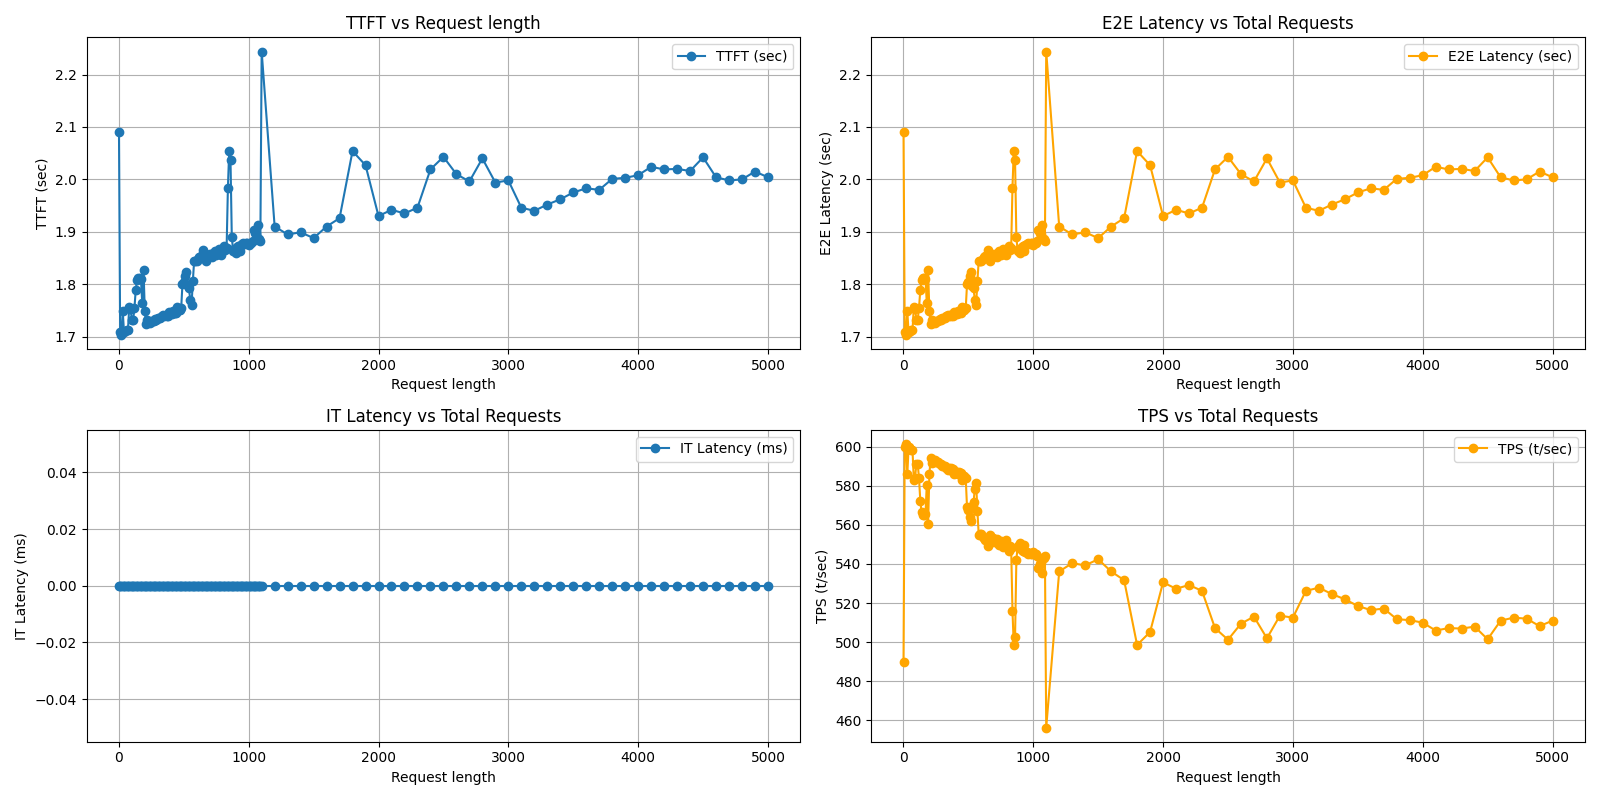 TTFT vs Request length
TTFT (sec)
TTFT (sec)
2.2
2.1
2.0
1.9
1.8
1.7
0 1000 2000 3000 4000 5000
Request length
E2E Latency vs Total Requests
E2E Latency (sec)
E2E Latency (sec)
2.2
2.1
2.0
1.9
1.8
1.7
0 1000 2000 3000 4000 5000
Request length
IT Latency vs Total Requests
IT Latency (ms)
IT Latency (ms)
0.04
0.02
0.00
−0.02
−0.04
0 1000 2000 3000 4000 5000
Request length
TPS vs Total Requests
TPS (t/sec)
TPS (t/sec)
600
580
560
540
520
500
480
460
0 1000 2000 3000 4000 5000
Request length